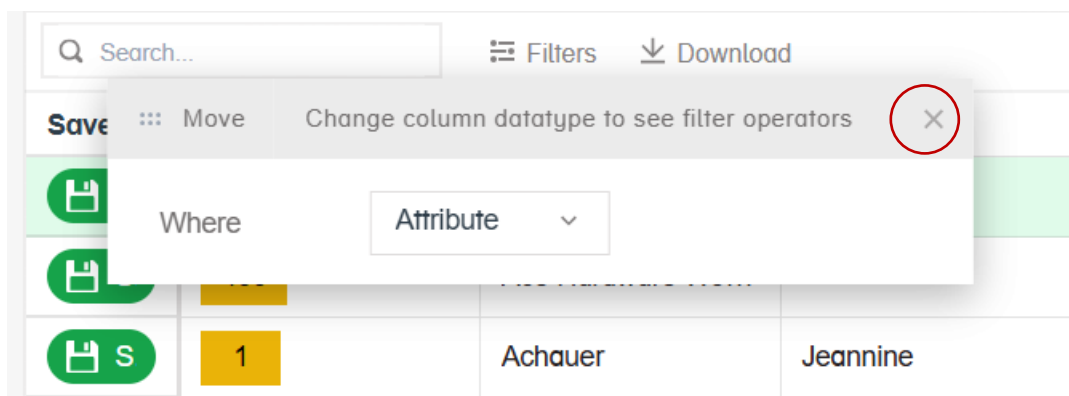 Search...
Filters
Download
Save
Move
Change column datatype to see filter operators
Where
Attribute
S
1
Achauer
Jeannine